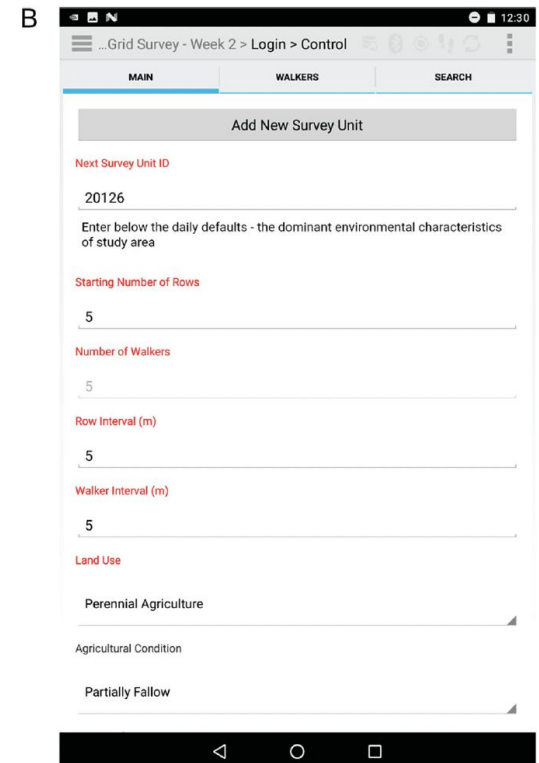 B
12:30
...Grid Survey - Week 2 > Login > Control
MAIN WALKERS SEARCH
Add New Survey Unit
Next Survey Unit ID
20126
Enter below the daily defaults - the dominant environmental characteristics
of study area
Starting Number of Rows
5
Number of Walkers
5
Row Interval (m)
5
Walker Interval (m)
5
Land Use
Perennial Agriculture
Agricultural Condition
Partially Fallow